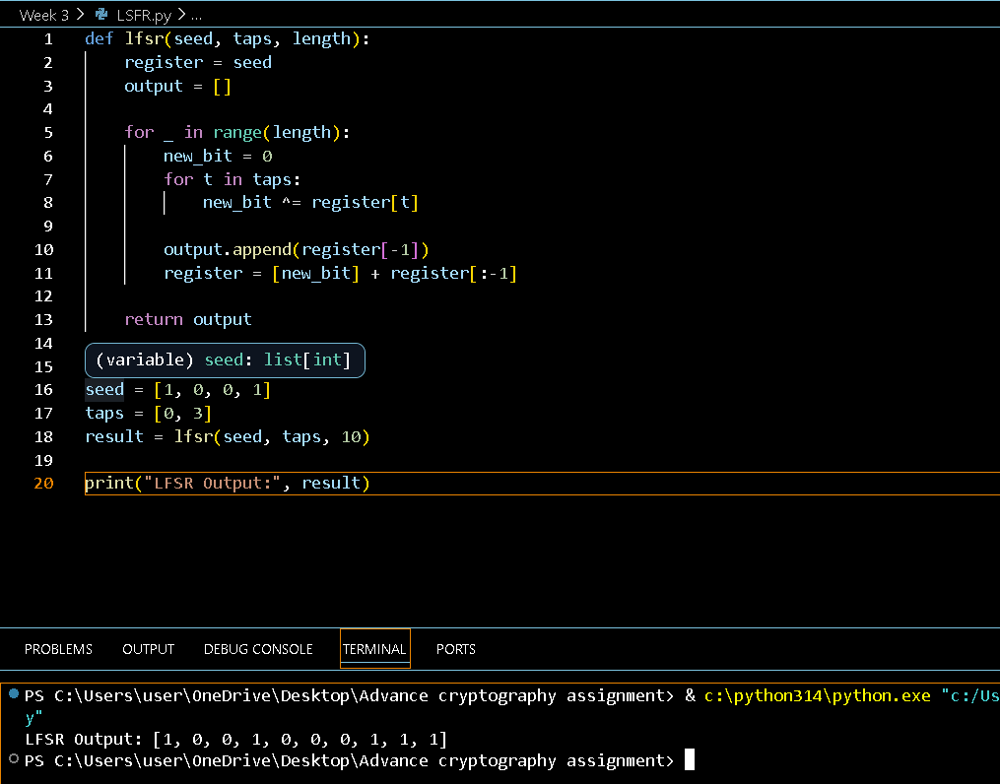 Week 3 > LSFR.py > ...
1 def lfsr(seed, taps, length):
2     register = seed
3     output = []
4
5     for _ in range(length):
6         new_bit = 0
7         for t in taps:
8             new_bit ^= register[t]
9
10         output.append(register[-1])
11         register = [new_bit] + register[:-1]
12
13     return output
14
(variable) seed: list[int]
15
16 seed = [1, 0, 0, 1]
17 taps = [0, 3]
18 result = lfsr(seed, taps, 10)
19
20 print("LFSR Output:", result)
PROBLEMS OUTPUT DEBUG CONSOLE TERMINAL PORTS
PS C:\Users\user\OneDrive\Desktop\Advance cryptography assignment> & c:\python314\python.exe "c:/Us
y"
LFSR Output: [1, 0, 0, 1, 0, 0, 0, 1, 1, 1]
PS C:\Users\user\OneDrive\Desktop\Advance cryptography assignment>